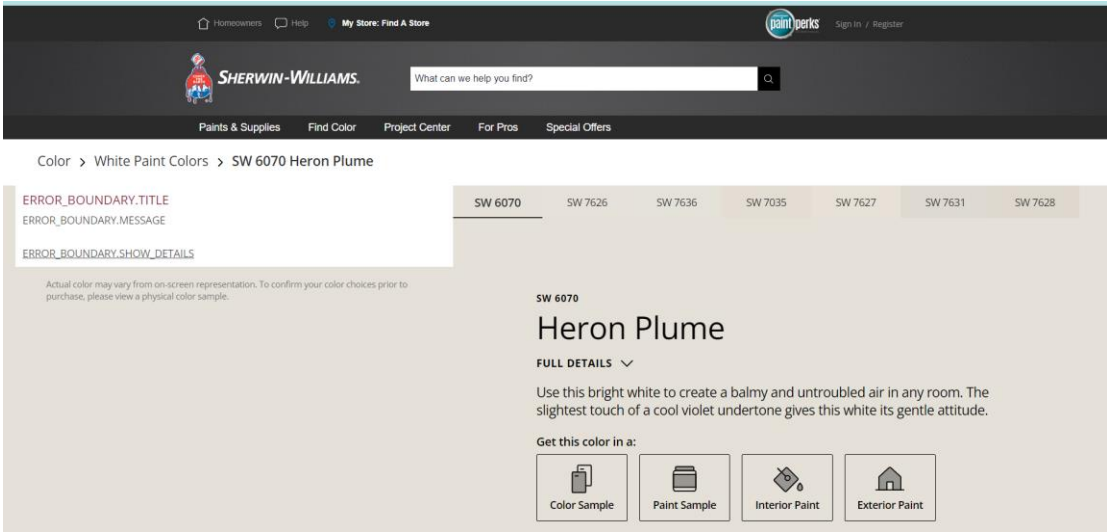 Homeowners Help My Store: Find A Store paint perks Sign In / Register
SHERWIN-WILLIAMS. What can we help you find?
Paints & Supplies Find Color Project Center For Pros Special Offers
Color > White Paint Colors > SW 6070 Heron Plume
ERROR_BOUNDARY.TITLE
ERROR_BOUNDARY.MESSAGE
ERROR_BOUNDARY.SHOW_DETAILS
SW 6070 SW 7626 SW 7636 SW 7035 SW 7627 SW 7631 SW 7628
Actual color may vary from on-screen representation. To confirm your color choices prior to
purchase, please view a physical color sample.
SW 6070
Heron Plume
FULL DETAILS
Use this bright white to create a balmy and untroubled air in any room. The
slightest touch of a cool violet undertone gives this white its gentle attitude.
Get this color in a:
Color Sample Paint Sample Interior Paint Exterior Paint